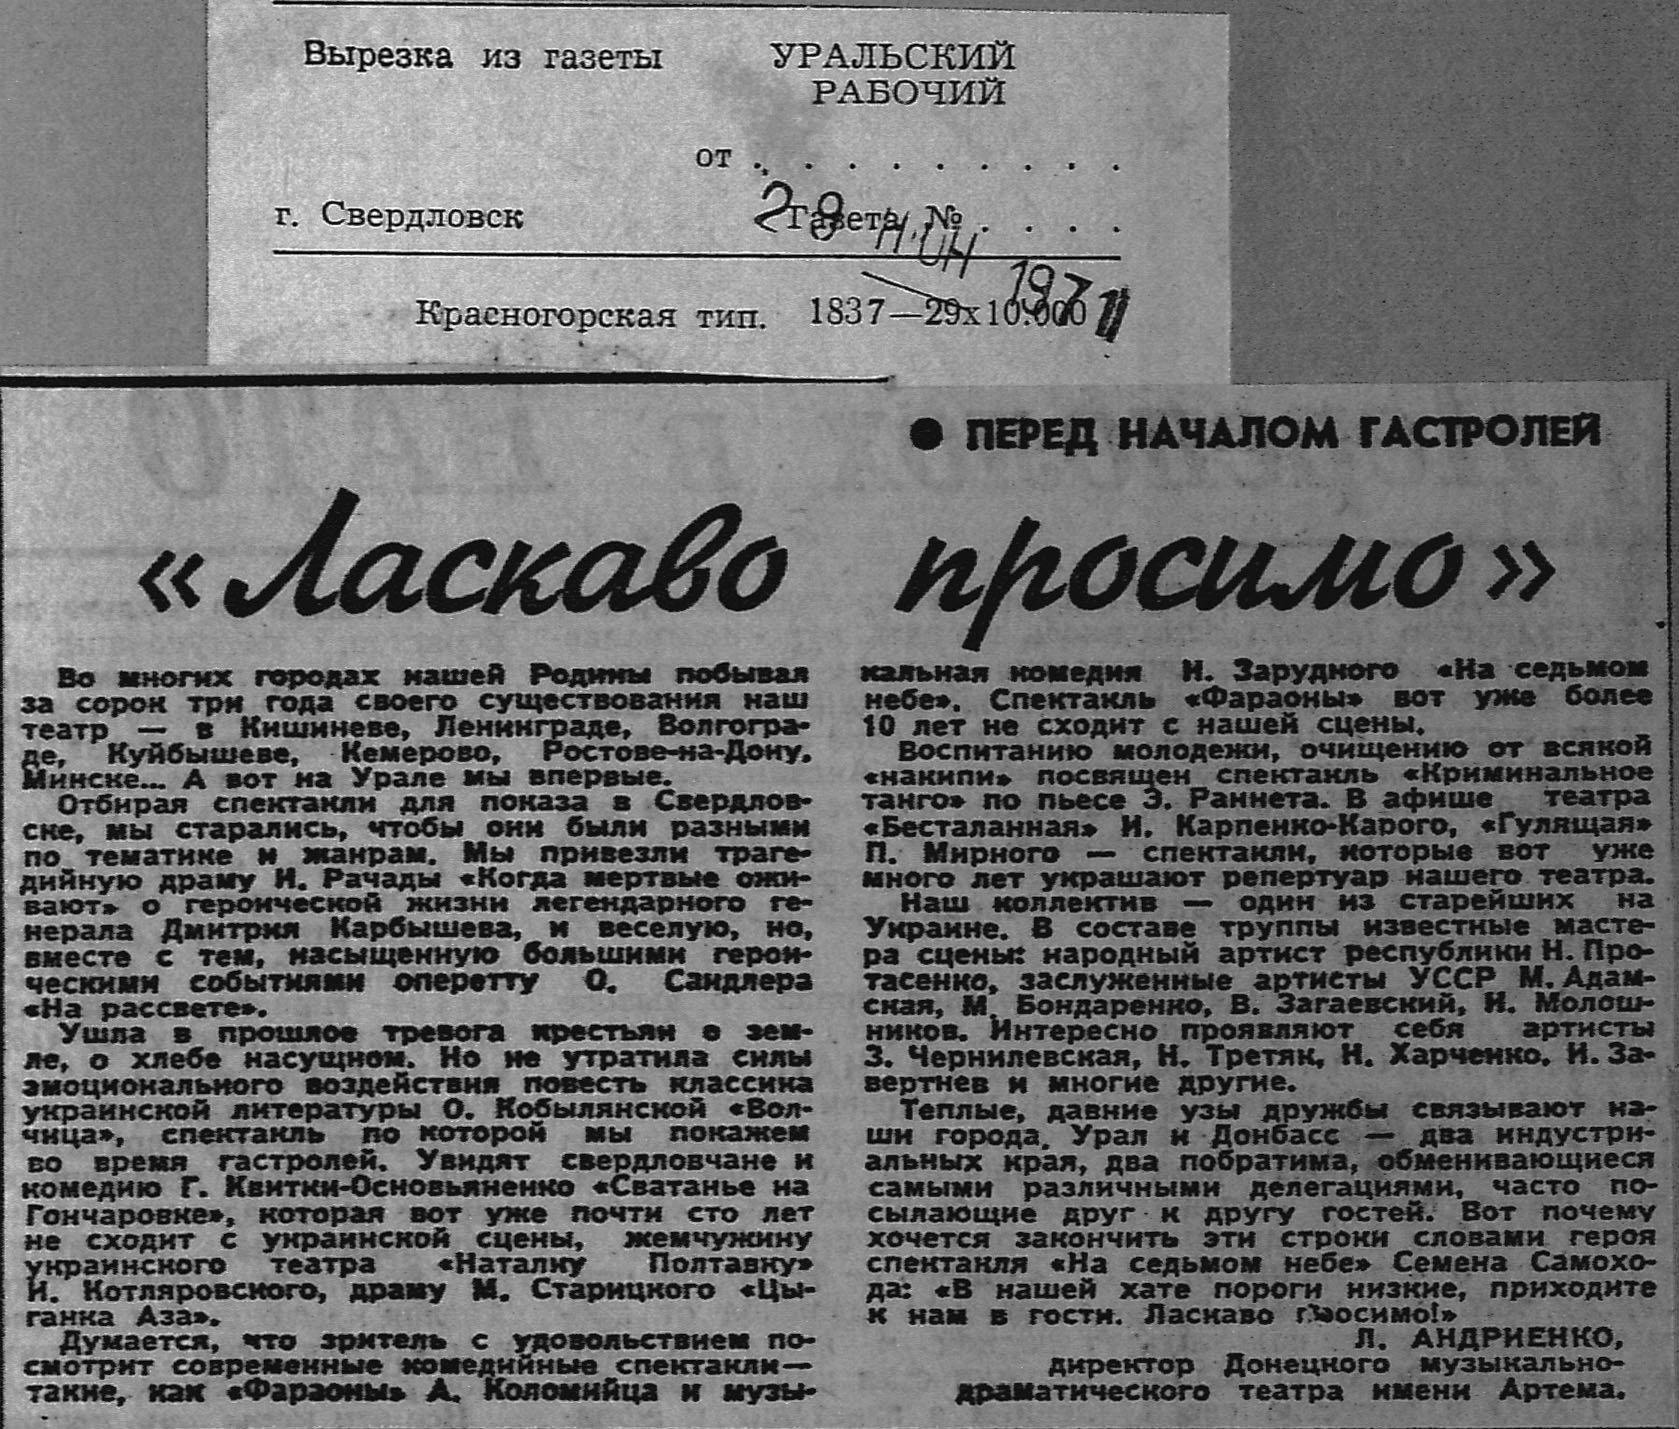 Вырезка из газеты УРАЛЬСКИЙ
РАБОЧИЙ
от . . . . . . . . .
г. Свердловск Газета № . . . .
28 ИЮН 1971
Красногорская тип. 1837—29х10.000
● ПЕРЕД НАЧАЛОМ ГАСТРОЛЕЙ
«Ласкаво просимо»
Во многих городах нашей Родины побывал
за сорок три года своего существования наш
театр — в Кишиневе, Ленинграде, Волгогра-
де, Куйбышеве, Кемерово, Ростове-на-Дону,
Минске... А вот на Урале мы впервые.
Отбирая спектакли для показа в Свердлов-
ске, мы старались, чтобы они были разными
по тематике и жанрам. Мы привезли траге-
дийную драму И. Рачады «Когда мертвые ожи-
вают» о героической жизни легендарного ге-
нерала Дмитрия Карбышева, и веселую, но,
вместе с тем, насыщенную большими герои-
ческими событиями оперетту О. Сандлера
«На рассвете».
Ушла в прошлое тревога крестьян о зем-
ле, о хлебе насущном. Но не утратила силы
эмоционального воздействия повесть классика
украинской литературы О. Кобылянской «Вол-
чица», спектакль по которой мы покажем
во время гастролей. Увидят свердловчане и
комедию Г. Квитки-Основьяненко «Сватанье на
Гончаровке», которая вот уже почти сто лет
не сходит с украинской сцены, жемчужину
украинского театра «Наталку Полтавку»
И. Котляровского, драму М. Старицкого «Цы-
ганка Аза».
Думается, что зритель с удовольствием по-
смотрит современные комедийные спектакли—
такие, как «Фараоны» А. Коломийца и музы-
кальная комедия Н. Зарудного «На седьмом
небе». Спектакль «Фараоны» вот уже более
10 лет не сходит с нашей сцены.
Воспитанию молодежи, очищению от всякой
«накипи» посвящен спектакль «Криминальное
танго» по пьесе Э. Раннета. В афише театра
«Бесталанная» И. Карпенко-Карого, «Гулящая»
П. Мирного — спектакли, которые вот уже
много лет украшают репертуар нашего театра.
Наш коллектив — один из старейших на
Украине. В составе труппы известные масте-
ра сцены: народный артист республики Н. Про-
тасенко, заслуженные артисты УССР М. Адам-
ская, М. Бондаренко, В. Загаевский, И. Молош-
ников. Интересно проявляют себя артисты
З. Чернилевская, Н. Третяк, Н. Харченко, И. За-
вертнев и многие другие.
Теплые, давние узы дружбы связывают на-
ши города. Урал и Донбасс — два индустри-
альных края, два побратима, обменивающиеся
самыми различными делегациями, часто по-
сылающие друг к другу гостей. Вот почему
хочется закончить эти строки словами героя
спектакля «На седьмом небе» Семена Самохо-
да: «В нашей хате пороги низкие, приходите
к нам в гости. Ласкаво просимо!»
Л. АНДРИЕНКО,
директор Донецкого музыкально-
драматического театра имени Артема.